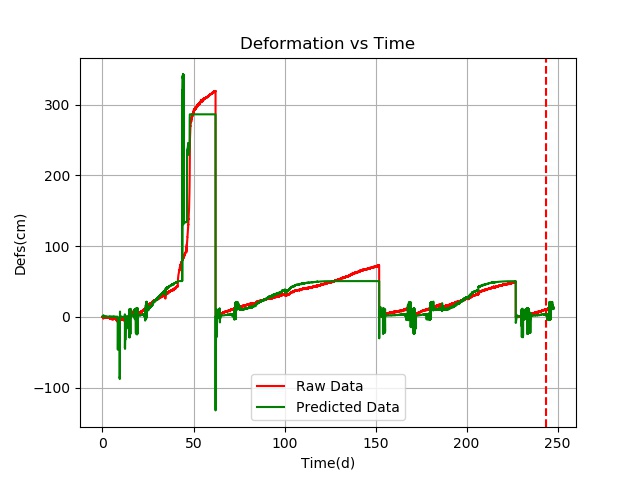 Deformation vs Time
Defs(cm)
300
200
100
0
−100
Raw Data
Predicted Data
0 50 100 150 200 250
Time(d)